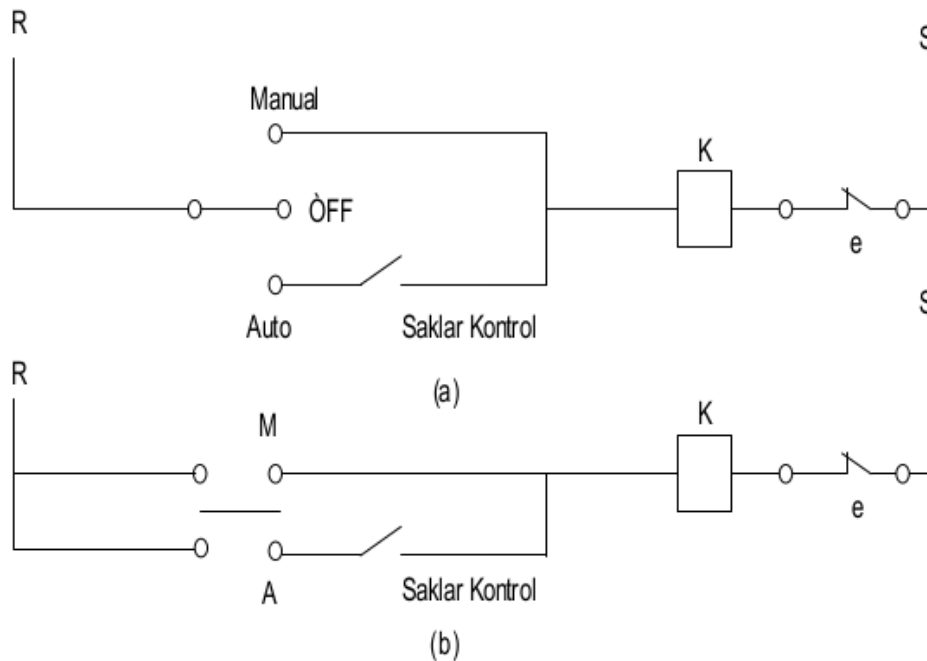 R
S
Manual
K
ÒFF
e
Auto
Saklar Kontrol
S
R
(a)
K
M
e
A
Saklar Kontrol
(b)